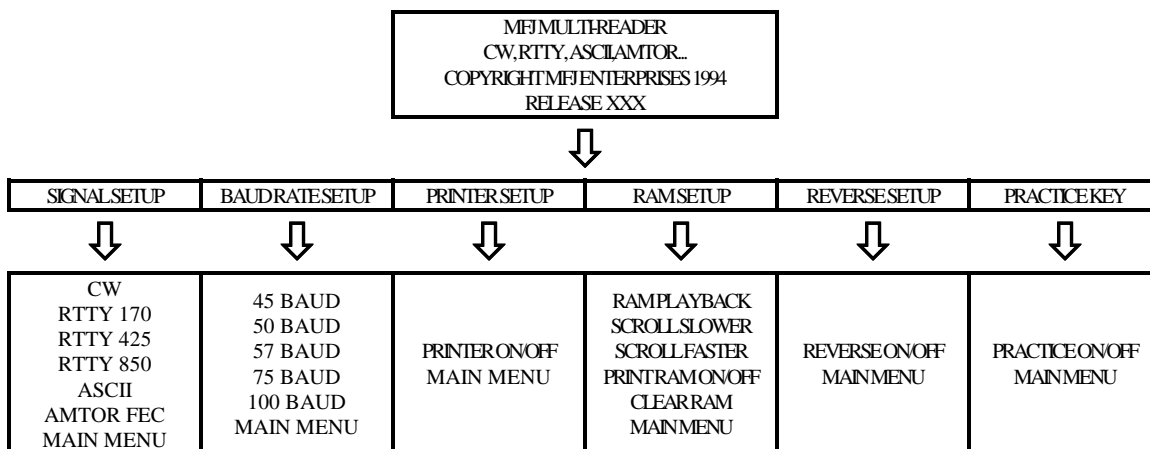 MFJ MULTI-READER
CW, RTTY, ASCII, AMTOR...
COPYRIGHT MFJ ENTERPRISES 1994
RELEASE XXX
SIGNAL SETUP
BAUD RATE SETUP
PRINTER SETUP
RAM SETUP
REVERSE SETUP
PRACTICE KEY
CW
RTTY 170
RTTY 425
RTTY 850
ASCII
AMTOR FEC
MAIN MENU
45 BAUD
50 BAUD
57 BAUD
75 BAUD
100 BAUD
MAIN MENU
PRINTER ON/OFF
MAIN MENU
RAM PLAYBACK
SCROLL SLOWER
SCROLL FASTER
PRINT RAM ON/OFF
CLEAR RAM
MAIN MENU
REVERSE ON/OFF
MAIN MENU
PRACTICE ON/OFF
MAIN MENU